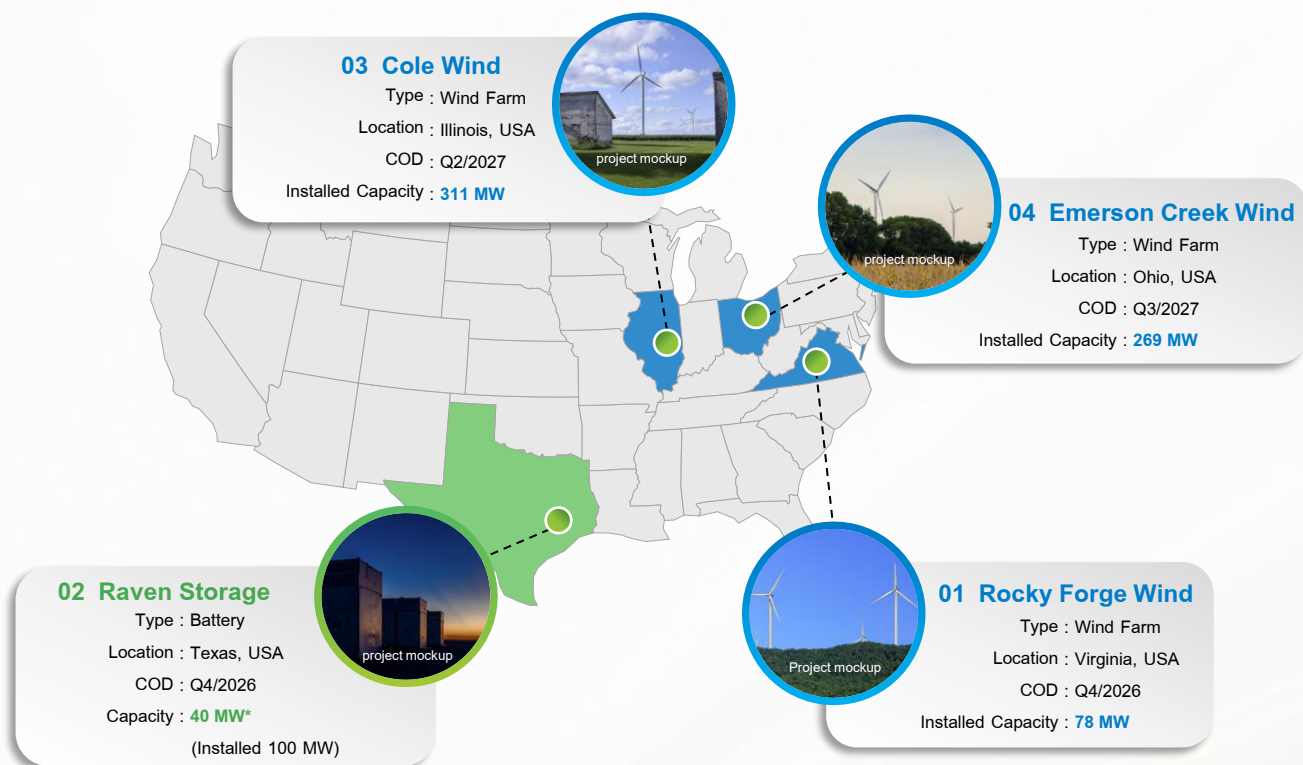 03 Cole Wind
Type : Wind Farm
Location : Illinois, USA
COD : Q2/2027
Installed Capacity : 311 MW
project mockup
04 Emerson Creek Wind
Type : Wind Farm
Location : Ohio, USA
COD : Q3/2027
Installed Capacity : 269 MW
project mockup
02 Raven Storage
Type : Battery
Location : Texas, USA
COD : Q4/2026
Capacity : 40 MW*
(Installed 100 MW)
project mockup
01 Rocky Forge Wind
Type : Wind Farm
Location : Virginia, USA
COD : Q4/2026
Installed Capacity : 78 MW
Project mockup